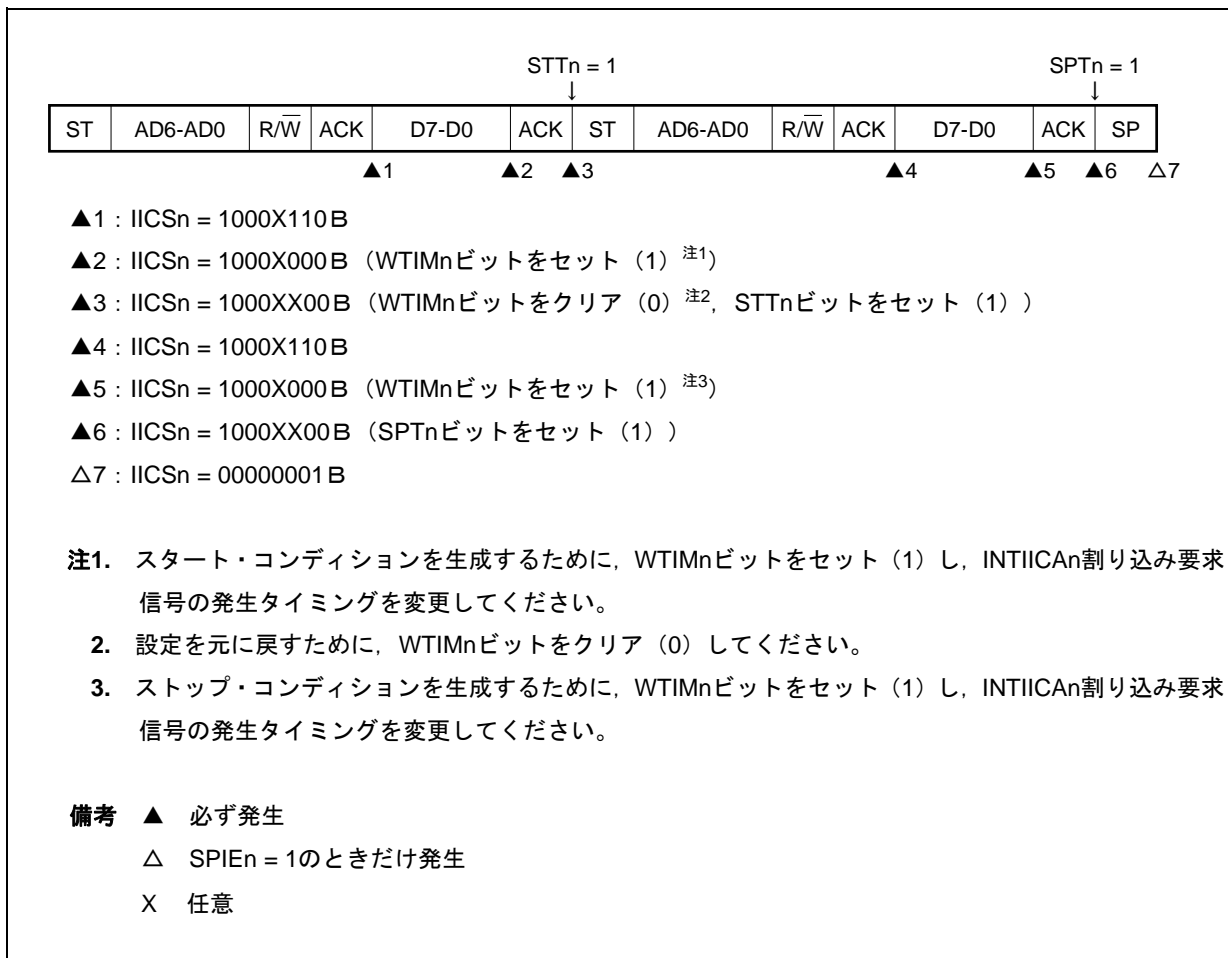 STTn = 1 SPTn = 1
↓ ↓
ST AD6-AD0 R/W̅ ACK D7-D0 ACK ST AD6-AD0 R/W̅ ACK D7-D0 ACK SP
▲1 ▲2 ▲3 ▲4 ▲5 ▲6 △7
▲1：IICSn = 1000X110B
▲2：IICSn = 1000X000B（WTIMnビットをセット（1）注1）
▲3：IICSn = 1000XX00B（WTIMnビットをクリア（0）注2，STTnビットをセット（1））
▲4：IICSn = 1000X110B
▲5：IICSn = 1000X000B（WTIMnビットをセット（1）注3）
▲6：IICSn = 1000XX00B（SPTnビットをセット（1））
△7：IICSn = 00000001B
注1. スタート・コンディションを生成するために，WTIMnビットをセット（1）し，INTIICAn割り込み要求
信号の発生タイミングを変更してください。
2. 設定を元に戻すために，WTIMnビットをクリア（0）してください。
3. ストップ・コンディションを生成するために，WTIMnビットをセット（1）し，INTIICAn割り込み要求
信号の発生タイミングを変更してください。
備考 ▲ 必ず発生
△ SPIEn = 1のときだけ発生
X 任意